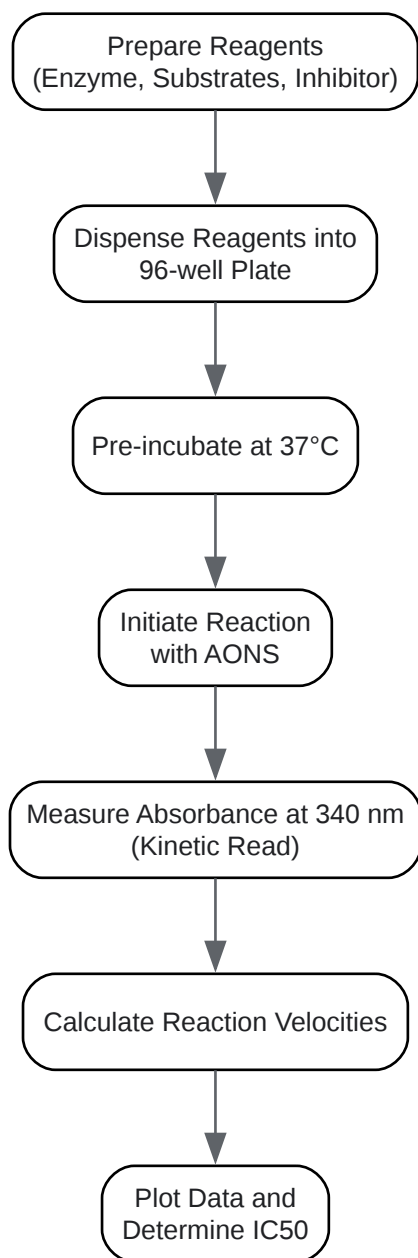 Prepare Reagents
(Enzyme, Substrates, Inhibitor)
Dispense Reagents into
96-well Plate
Pre-incubate at 37°C
Initiate Reaction
with AONS
Measure Absorbance at 340 nm
(Kinetic Read)
Calculate Reaction Velocities
Plot Data and
Determine IC50